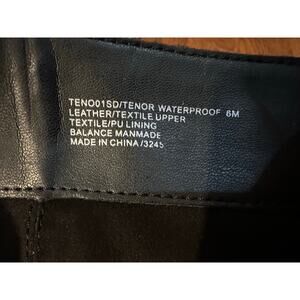 TENO01SD/TENOR WATERPROOF 6M
LEATHER/TEXTILE UPPER
TEXTILE/PU LINING
BALANCE MANMADE
MADE IN CHINA /3245